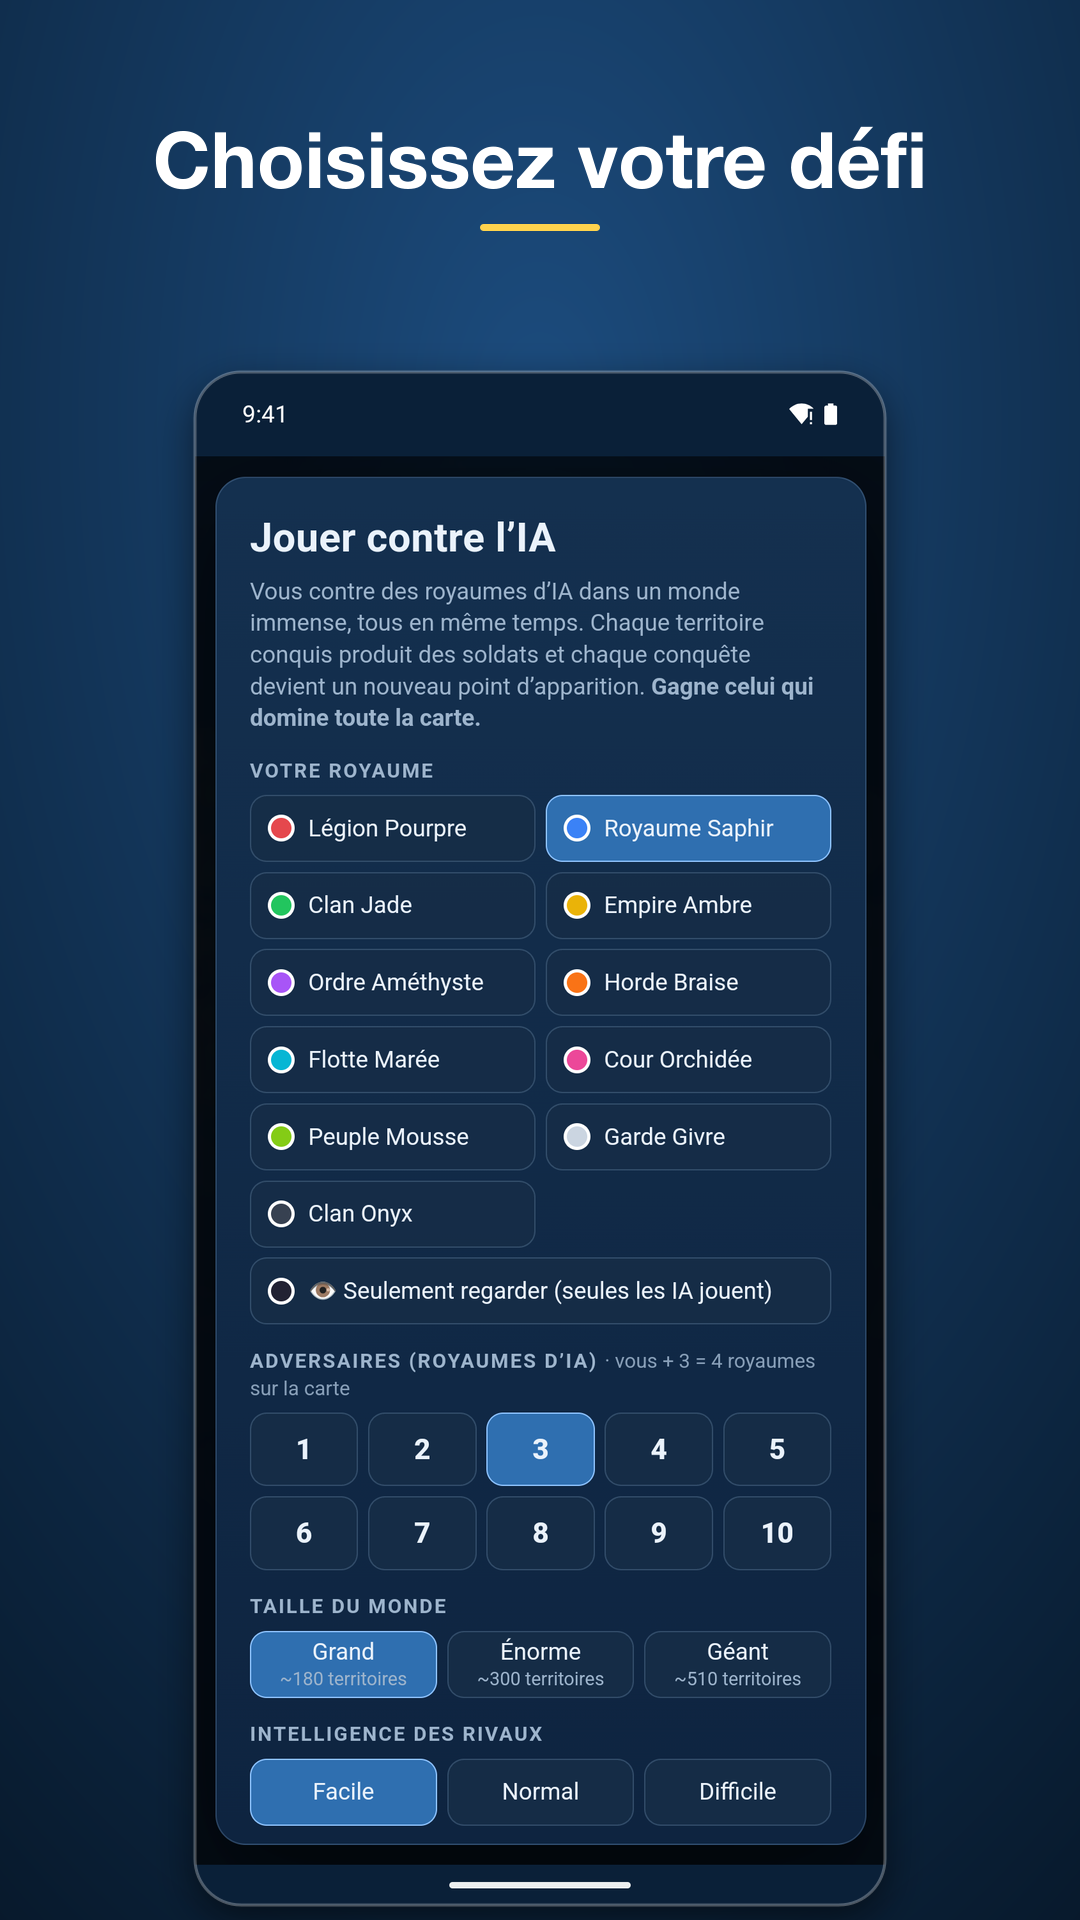 Choisissez votre défi
9:41
Jouer contre l’IA
Vous contre des royaumes d’IA dans un monde
immense, tous en même temps. Chaque territoire
conquis produit des soldats et chaque conquête
devient un nouveau point d’apparition. Gagne celui qui
domine toute la carte.
VOTRE ROYAUME
Légion Pourpre
Royaume Saphir
Clan Jade
Empire Ambre
Ordre Améthyste
Horde Braise
Flotte Marée
Cour Orchidée
Peuple Mousse
Garde Givre
Clan Onyx
👁️ Seulement regarder (seules les IA jouent)
ADVERSAIRES (ROYAUMES D’IA) · vous + 3 = 4 royaumes
sur la carte
1 2 3 4 5
6 7 8 9 10
TAILLE DU MONDE
Grand Énorme Géant
~180 territoires ~300 territoires ~510 territoires
INTELLIGENCE DES RIVAUX
Facile Normal Difficile